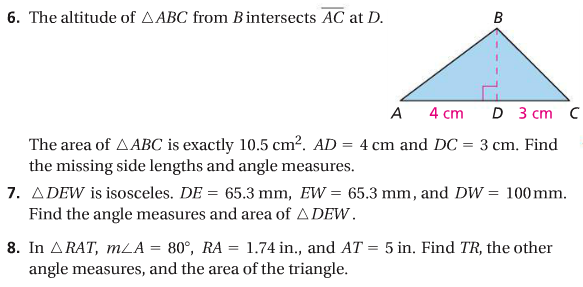 6. The altitude of △ABC from B intersects A̅C̅ at D.
B
A 4 cm D 3 cm C
The area of △ABC is exactly 10.5 cm². AD = 4 cm and DC = 3 cm. Find
the missing side lengths and angle measures.
7. △DEW is isosceles. DE = 65.3 mm, EW = 65.3 mm, and DW = 100 mm.
Find the angle measures and area of △DEW.
8. In △RAT, m∠A = 80°, RA = 1.74 in., and AT = 5 in. Find TR, the other
angle measures, and the area of the triangle.